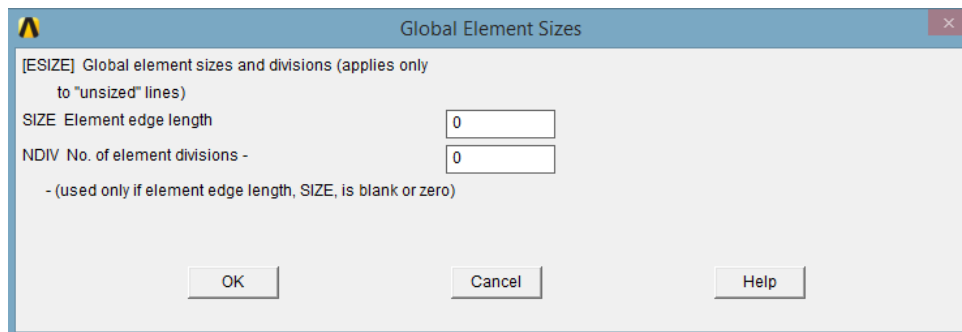 Global Element Sizes
[ESIZE] Global element sizes and divisions (applies only
to "unsized" lines)
SIZE Element edge length
0
NDIV No. of element divisions -
0
- (used only if element edge length, SIZE, is blank or zero)
OK
Cancel
Help